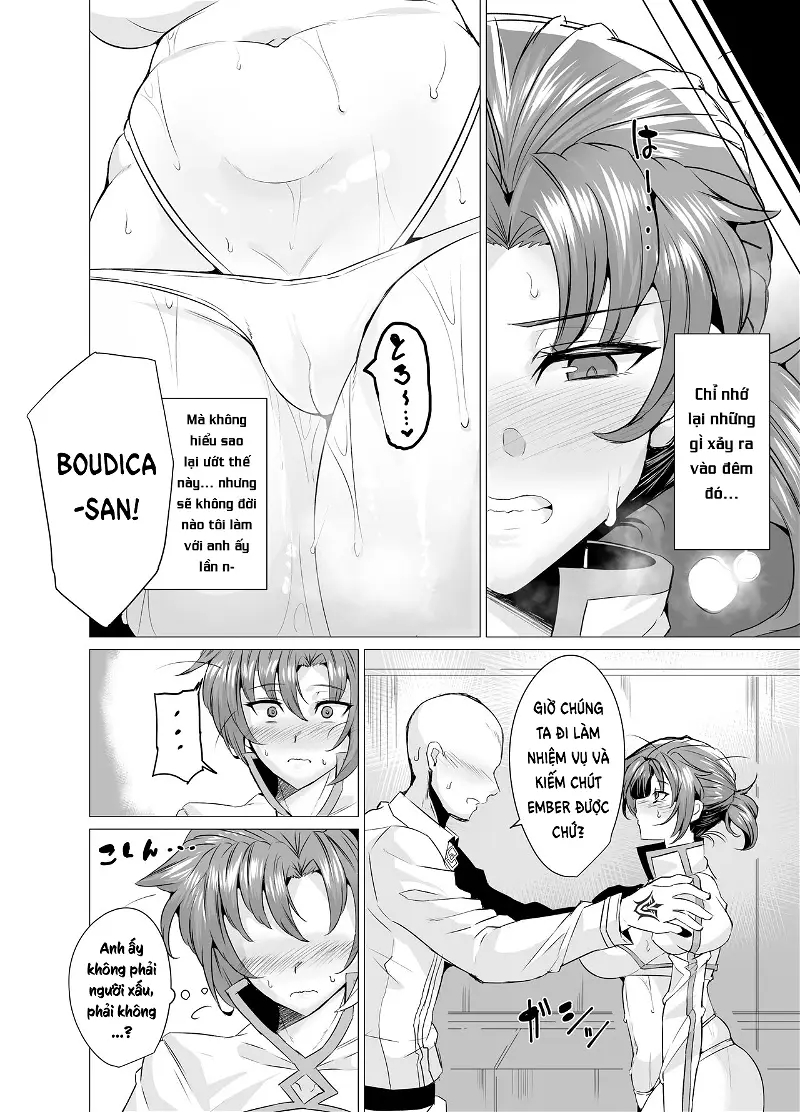 は
ー
・
・
・
・
Chỉ nhớ
lại những
gì xảy ra
vào đêm
đó...
とろ～…♥
Mà không
hiểu sao
lại ướt thế
này... nhưng
sẽ không đời
nào tôi làm
với anh ấy
lần n-
BOUDICA
-SAN!
GIỜ CHÚNG
TA ĐI LÀM
NHIỆM VỤ VÀ
KIẾM CHÚT
EMBER ĐƯỢC
CHỨ?
ガシッ
...
こくん…
Anh ấy
không phải
người xấu,
phải không
...?